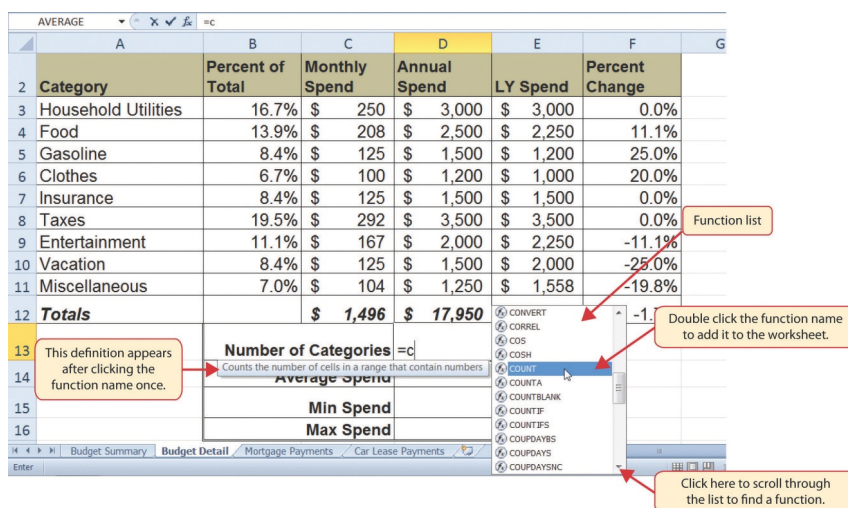 AVERAGE =c
A B C D E F G
2 Category Percent of Total Monthly Spend Annual Spend LY Spend Percent Change
3 Household Utilities 16.7% $ 250 $ 3,000 $ 3,000 0.0%
4 Food 13.9% $ 208 $ 2,500 $ 2,250 11.1%
5 Gasoline 8.4% $ 125 $ 1,500 $ 1,200 25.0%
6 Clothes 6.7% $ 100 $ 1,200 $ 1,000 20.0%
7 Insurance 8.4% $ 125 $ 1,500 $ 1,500 0.0%
8 Taxes 19.5% $ 292 $ 3,500 $ 3,500 0.0%
9 Entertainment 11.1% $ 167 $ 2,000 $ 2,250 -11.1%
10 Vacation 8.4% $ 125 $ 1,500 $ 2,000 -25.0%
11 Miscellaneous 7.0% $ 104 $ 1,250 $ 1,558 -19.8%
12 Totals $ 1,496 $ 17,950
13 Number of Categories =c
Counts the number of cells in a range that contain numbers
14 Average Spend
15 Min Spend
16 Max Spend
CONVERT
CORREL
COS
COSH
COUNT
COUNTA
COUNTBLANK
COUNTIF
COUNTIFS
COUPDAYBS
COUPDAYS
COUPDAYSNC
Function list
Double click the function name
to add it to the worksheet.
This definition appears
after clicking the
function name once.
Click here to scroll through
the list to find a function.
Budget Summary Budget Detail Mortgage Payments Car Lease Payments
Enter